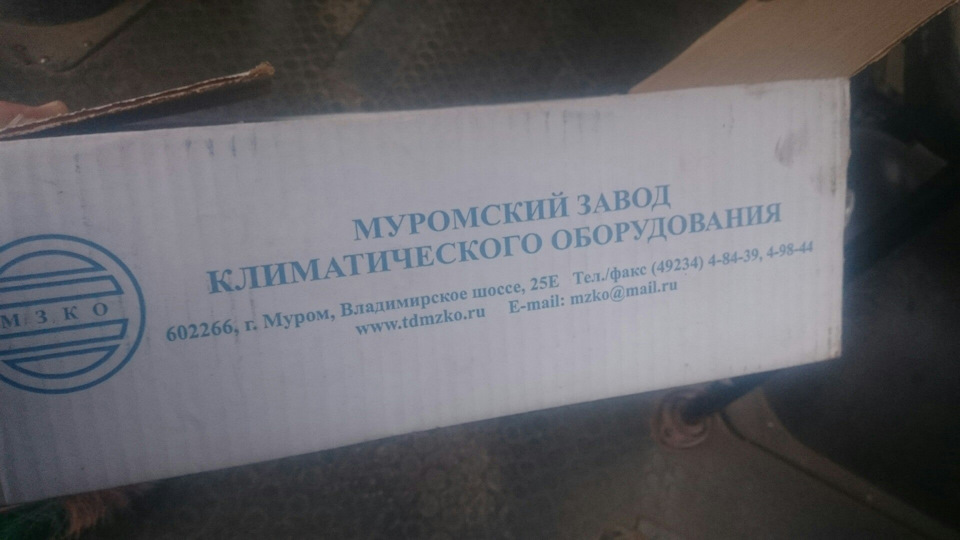 МУРОМСКИЙ ЗАВОД
КЛИМАТИЧЕСКОГО ОБОРУДОВАНИЯ
602266, г. Муром, Владимирское шоссе, 25Е Тел./факс (49234) 4-84-39, 4-98-44
www.tdmzko.ru E-mail: mzko@mail.ru
МЗКО